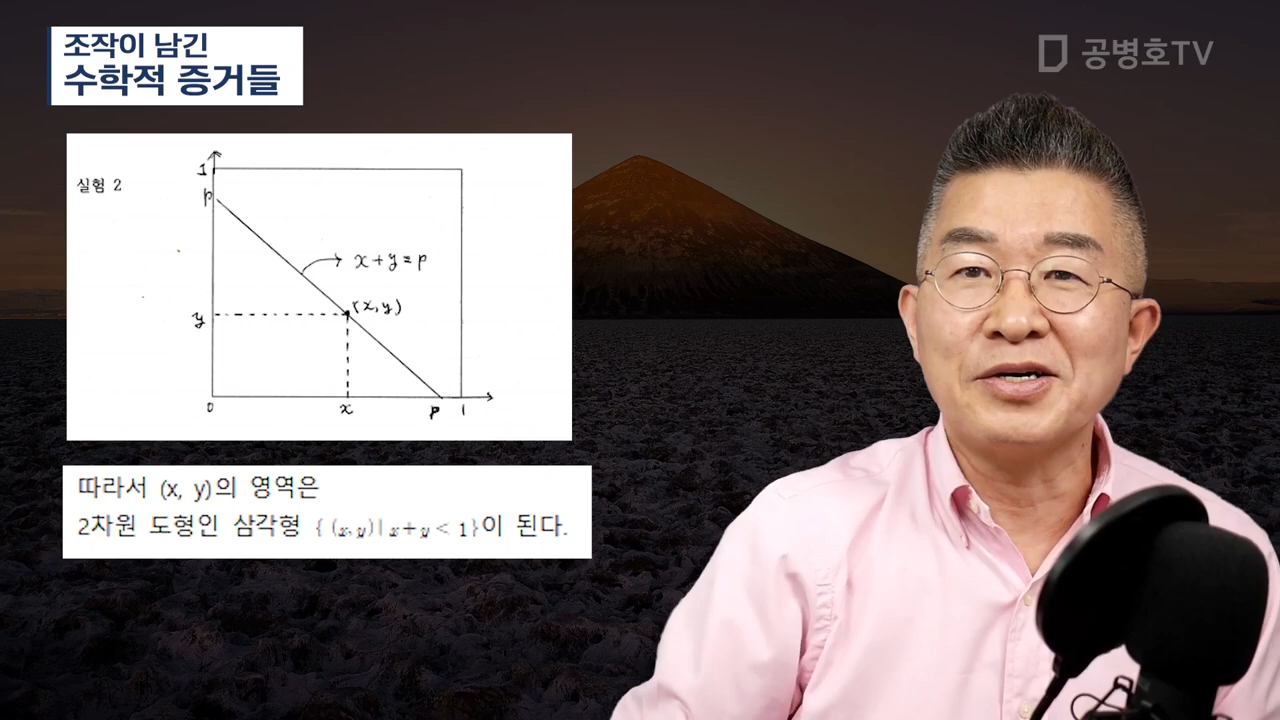 조작이 남긴
수학적 증거들
공병호TV
실험 2
1
p
x+y=p
(x,y)
y
0
x
p
1
따라서 (x, y)의 영역은
2차원 도형인 삼각형 { (x,y)| x+y < 1}이 된다.